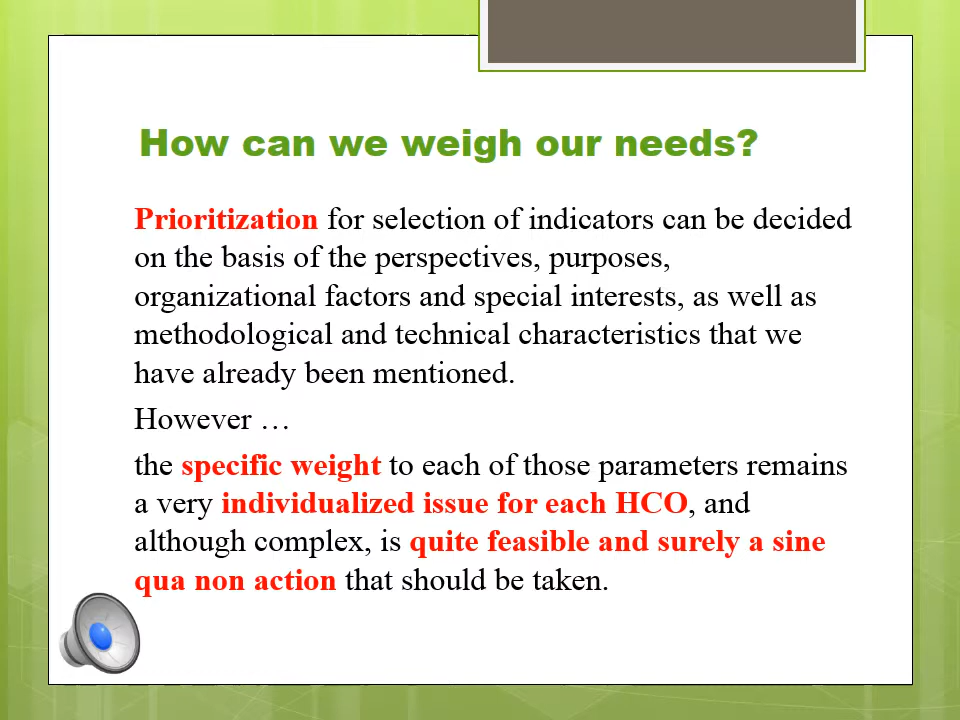 How can we weigh our needs?
Prioritization for selection of indicators can be decided
on the basis of the perspectives, purposes,
organizational factors and special interests, as well as
methodological and technical characteristics that we
have already been mentioned.
However …
the specific weight to each of those parameters remains
a very individualized issue for each HCO, and
although complex, is quite feasible and surely a sine
qua non action that should be taken.